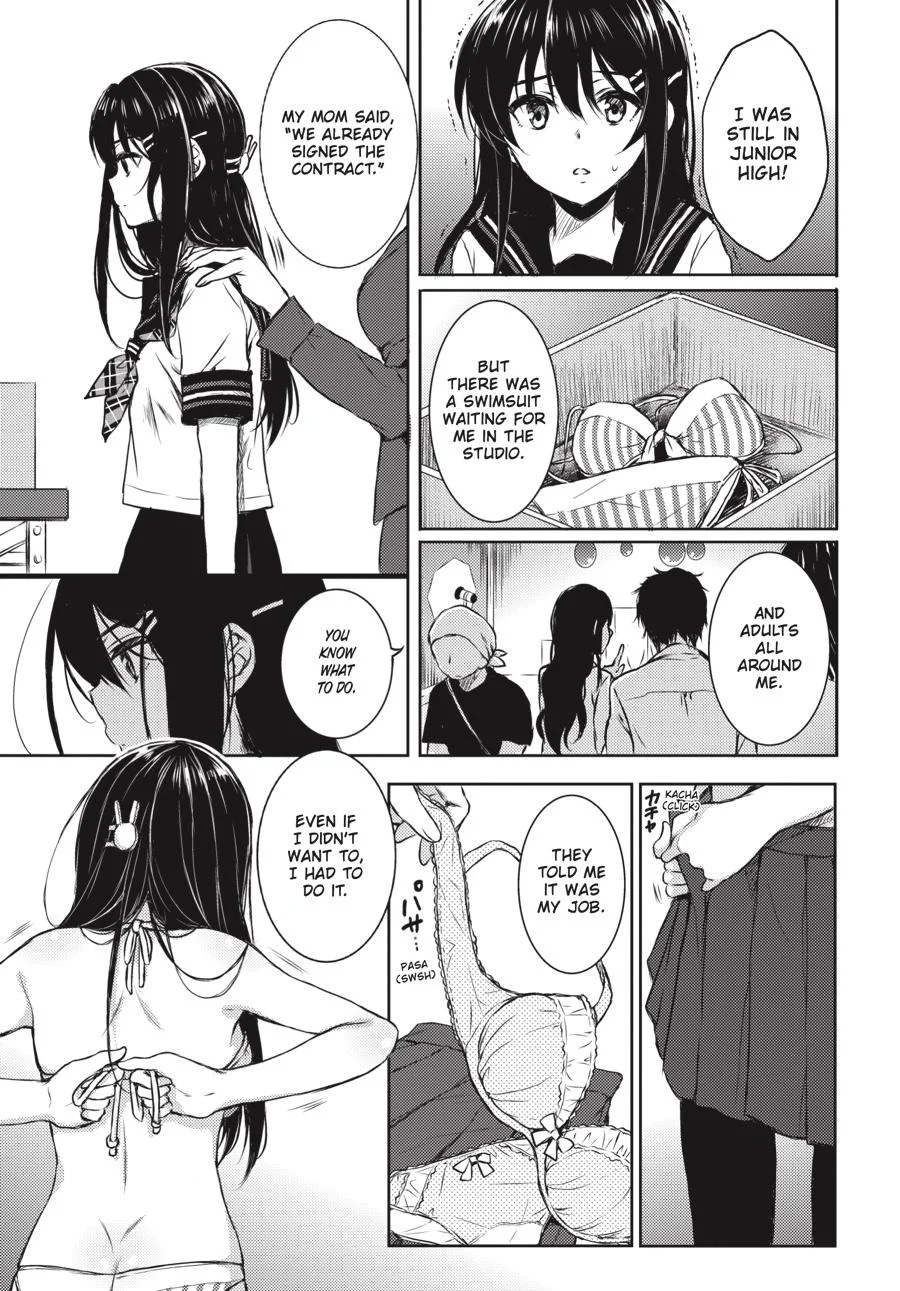 I WAS
STILL IN
JUNIOR
HIGH!
BUT
THERE WAS
A SWIMSUIT
WAITING FOR
ME IN THE
STUDIO.
AND
ADULTS
ALL
AROUND
ME.
MY MOM SAID,
"WE ALREADY
SIGNED THE
CONTRACT."
YOU
KNOW
WHAT
TO DO.
カチャ
KACHA
(CLICK)
THEY
TOLD ME
IT WAS
MY JOB.
パサ…
PASA
(SWSH)
EVEN IF
I DIDN'T
WANT TO,
I HAD TO
DO IT.